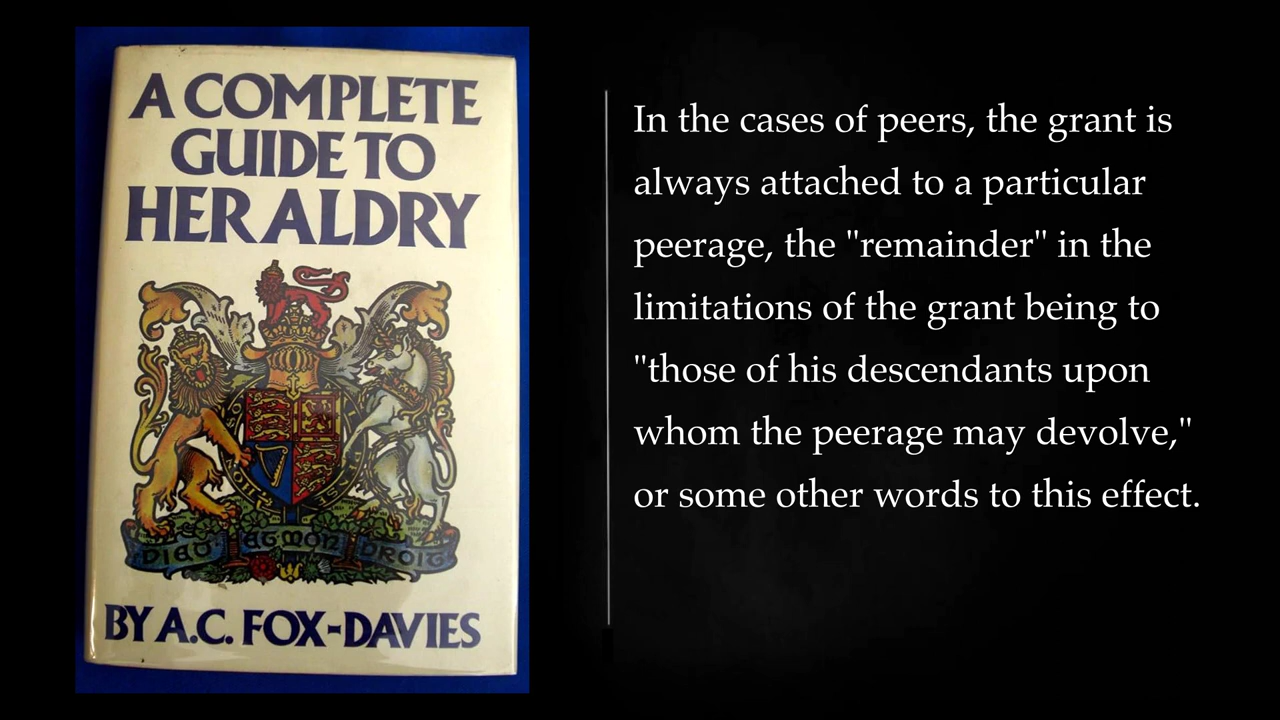 A COMPLETE
GUIDE TO
HERALDRY
DIEU ET MON DROIT
BY A.C. FOX-DAVIES
In the cases of peers, the grant is
always attached to a particular
peerage, the "remainder" in the
limitations of the grant being to
"those of his descendants upon
whom the peerage may devolve,"
or some other words to this effect.